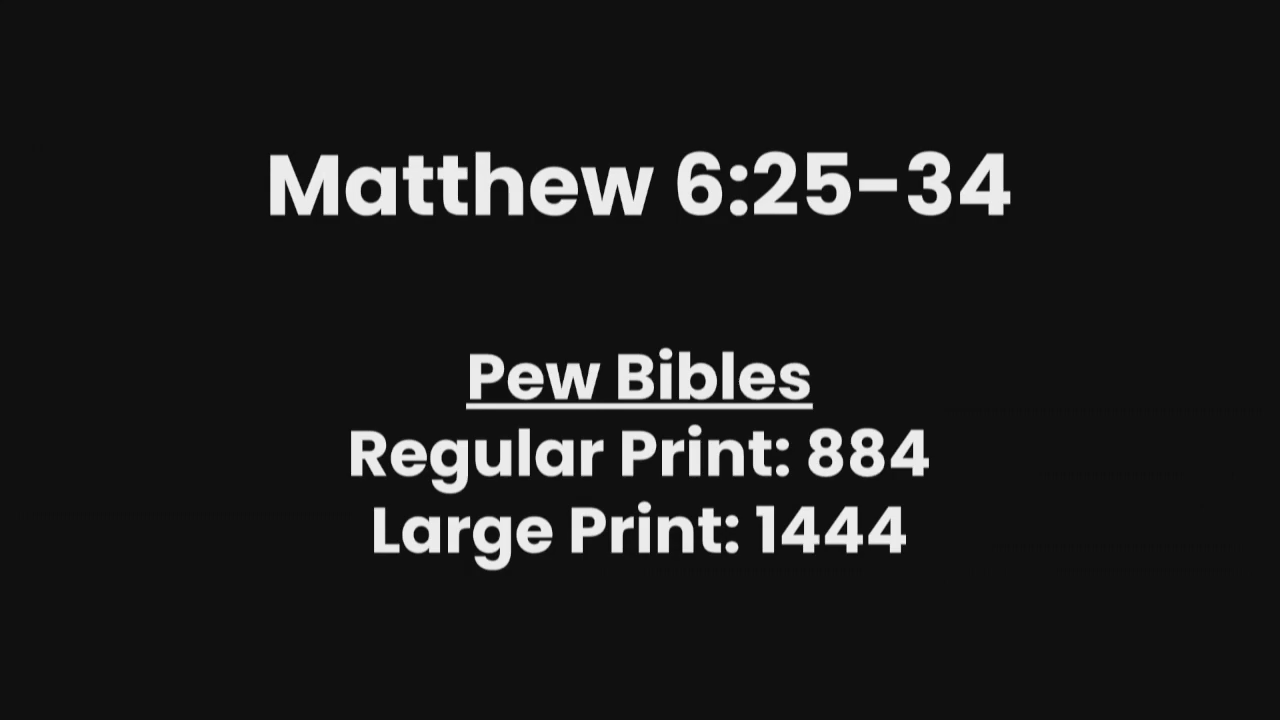 Matthew 6:25-34
Pew Bibles
Regular Print: 884
Large Print: 1444